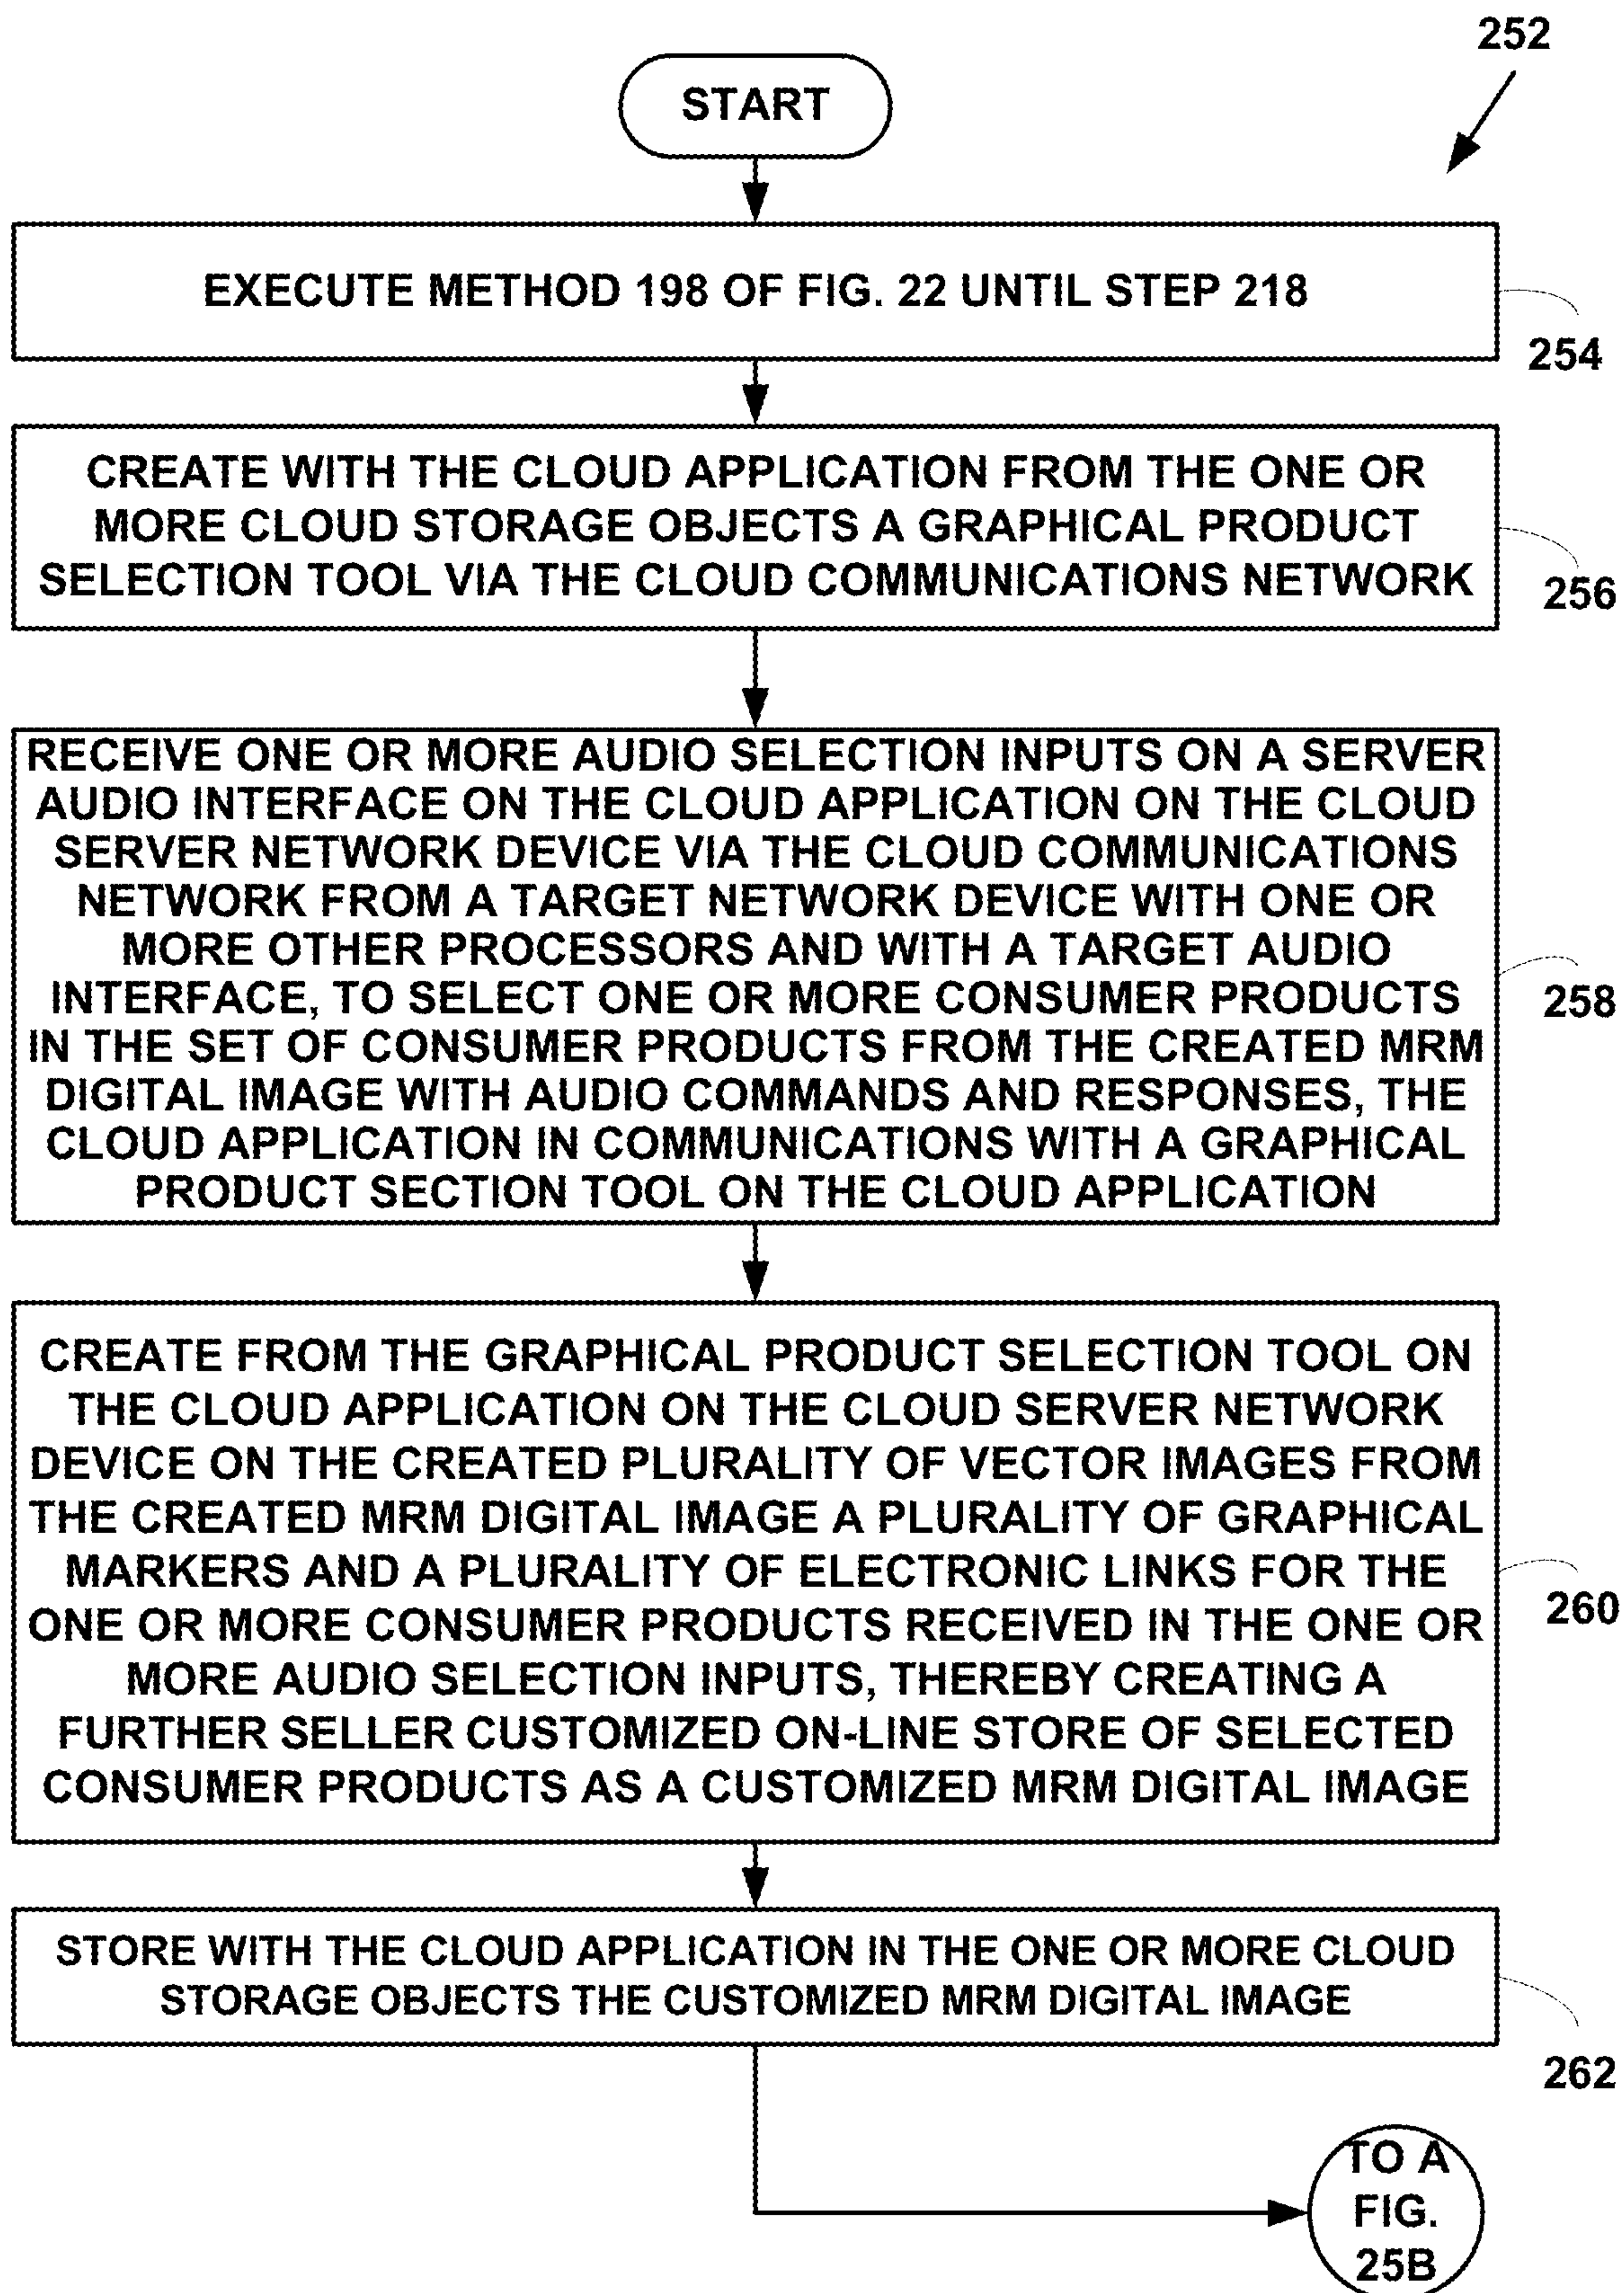 252
START
EXECUTE METHOD 198 OF FIG. 22 UNTIL STEP 218
254
CREATE WITH THE CLOUD APPLICATION FROM THE ONE OR
MORE CLOUD STORAGE OBJECTS A GRAPHICAL PRODUCT
SELECTION TOOL VIA THE CLOUD COMMUNICATIONS NETWORK
256
RECEIVE ONE OR MORE AUDIO SELECTION INPUTS ON A SERVER
AUDIO INTERFACE ON THE CLOUD APPLICATION ON THE CLOUD
SERVER NETWORK DEVICE VIA THE CLOUD COMMUNICATIONS
NETWORK FROM A TARGET NETWORK DEVICE WITH ONE OR
MORE OTHER PROCESSORS AND WITH A TARGET AUDIO
INTERFACE, TO SELECT ONE OR MORE CONSUMER PRODUCTS
IN THE SET OF CONSUMER PRODUCTS FROM THE CREATED MRM
DIGITAL IMAGE WITH AUDIO COMMANDS AND RESPONSES, THE
CLOUD APPLICATION IN COMMUNICATIONS WITH A GRAPHICAL
PRODUCT SECTION TOOL ON THE CLOUD APPLICATION
258
CREATE FROM THE GRAPHICAL PRODUCT SELECTION TOOL ON
THE CLOUD APPLICATION ON THE CLOUD SERVER NETWORK
DEVICE ON THE CREATED PLURALITY OF VECTOR IMAGES FROM
THE CREATED MRM DIGITAL IMAGE A PLURALITY OF GRAPHICAL
MARKERS AND A PLURALITY OF ELECTRONIC LINKS FOR THE
ONE OR MORE CONSUMER PRODUCTS RECEIVED IN THE ONE OR
MORE AUDIO SELECTION INPUTS, THEREBY CREATING A
FURTHER SELLER CUSTOMIZED ON-LINE STORE OF SELECTED
CONSUMER PRODUCTS AS A CUSTOMIZED MRM DIGITAL IMAGE
260
STORE WITH THE CLOUD APPLICATION IN THE ONE OR MORE CLOUD
STORAGE OBJECTS THE CUSTOMIZED MRM DIGITAL IMAGE
262
TO A
FIG.
25B